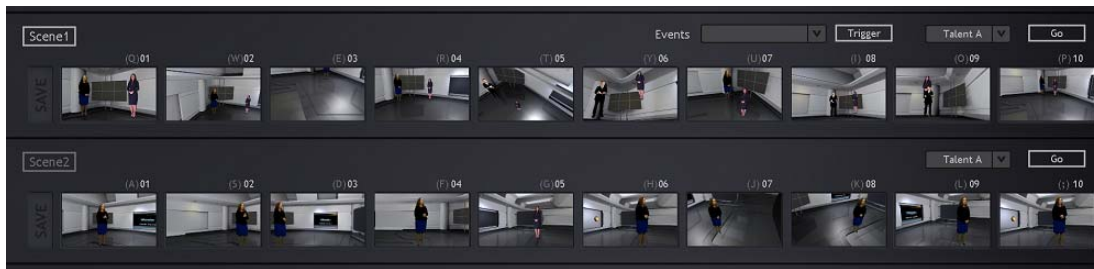 Scene1 Events Trigger Talent A Go
(Q)01 (W)02 (E)03 (R)04 (T)05 (Y)06 (U)07 (I) 08 (O)09 (P)10
SAVE
Scene2 Talent A Go
(A)01 (S)02 (D)03 (F)04 (G)05 (H)06 (J)07 (K)08 (L)09 (;)10
SAVE